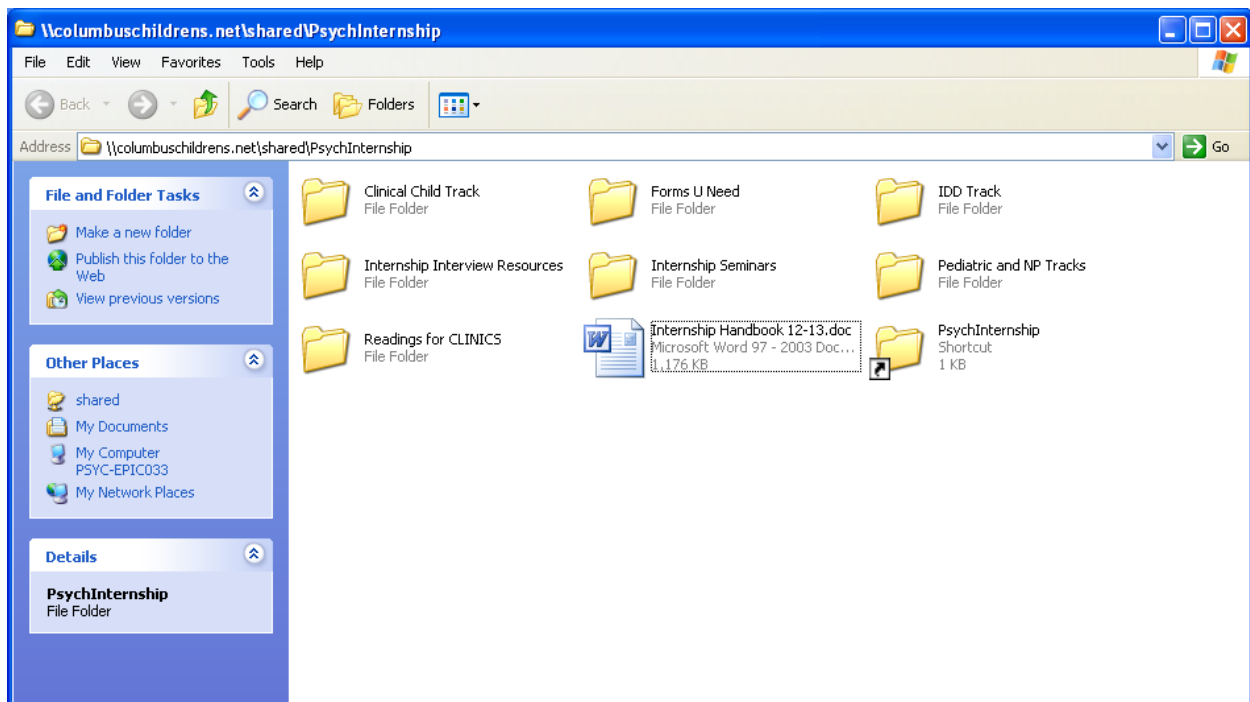 \\columbuschildrens.net\shared\PsychInternship
File Edit View Favorites Tools Help
Back Search Folders
Address \\columbuschildrens.net\shared\PsychInternship Go
File and Folder Tasks
Make a new folder
Publish this folder to the
Web
View previous versions
Other Places
shared
My Documents
My Computer
PSYC-EPIC033
My Network Places
Details
PsychInternship
File Folder
Clinical Child Track
File Folder
Forms U Need
File Folder
IDD Track
File Folder
Internship Interview Resources
File Folder
Internship Seminars
File Folder
Pediatric and NP Tracks
File Folder
Readings for CLINICS
File Folder
Internship Handbook 12-13.doc
Microsoft Word 97 - 2003 Doc...
1,176 KB
PsychInternship
Shortcut
1 KB